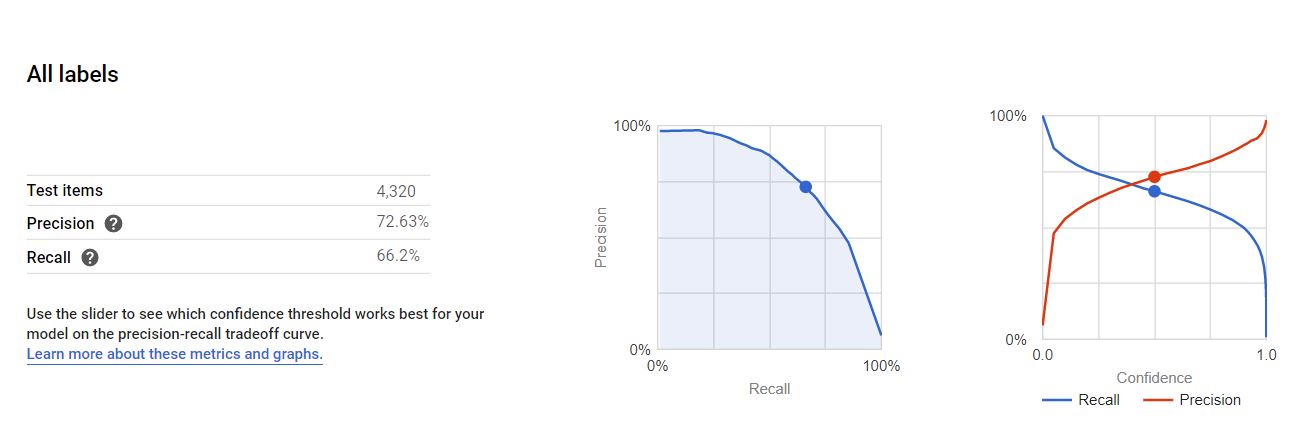 All labels
Test items 4,320
Precision ? 72.63%
Recall ? 66.2%
Use the slider to see which confidence threshold works best for your
model on the precision-recall tradeoff curve.
Learn more about these metrics and graphs.
100%
Precision
0%
0% 100%
Recall
100%
0%
0.0 1.0
Confidence
Recall Precision